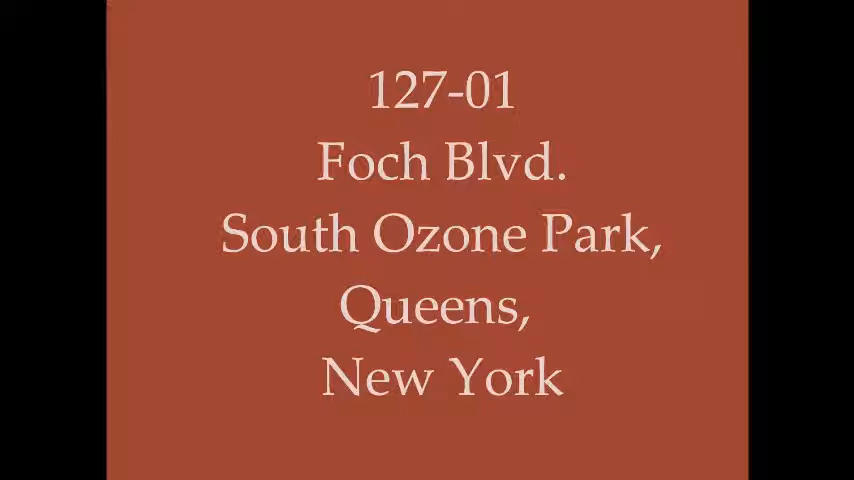 127-01
Foch Blvd.
South Ozone Park,
Queens,
New York